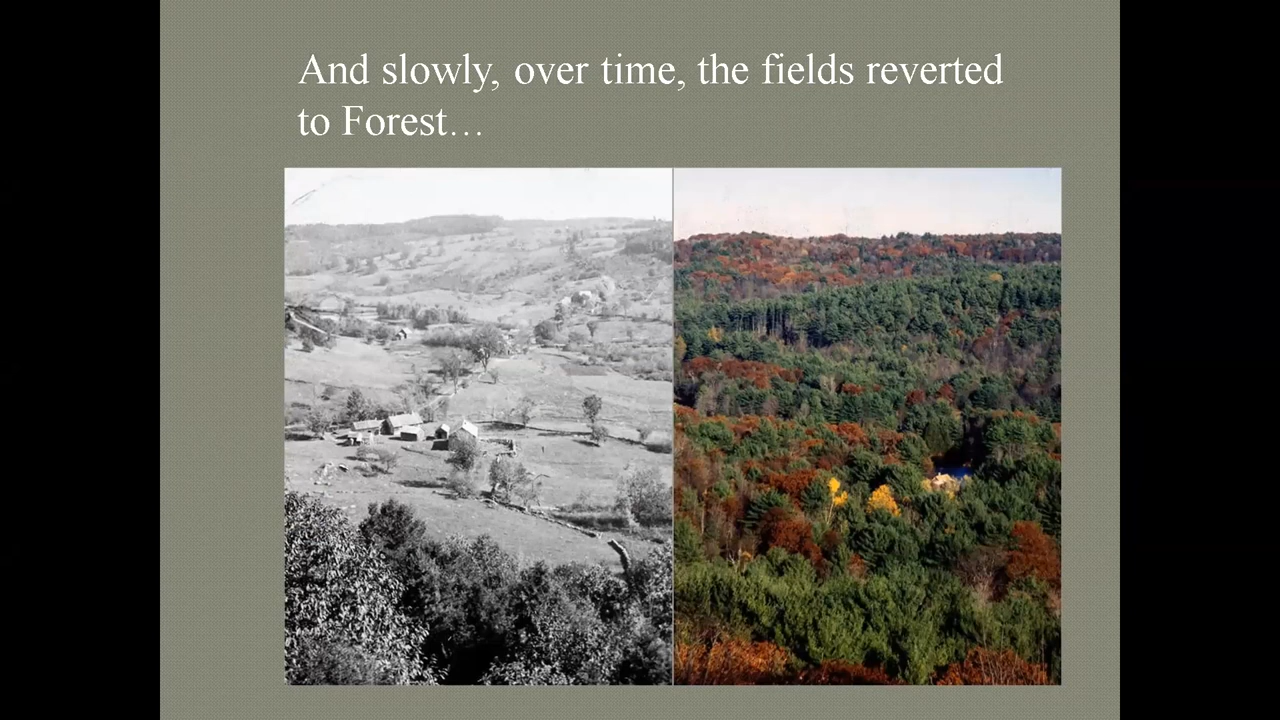 And slowly, over time, the fields reverted
to Forest…